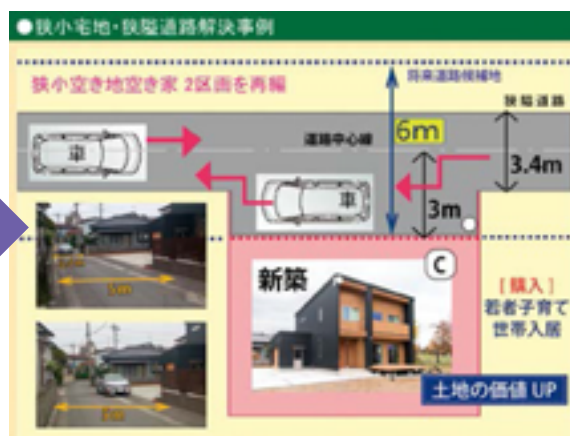 ●狭小宅地・狭隘道路解決事例
狭小空き地空き家 2区画を再編
将来道路候補地
狭隘道路
道路中心線
6m
3.4m
3m
車
車
5m
新築
C
[購入]
若者子育て
世帯入居
土地の価値 UP